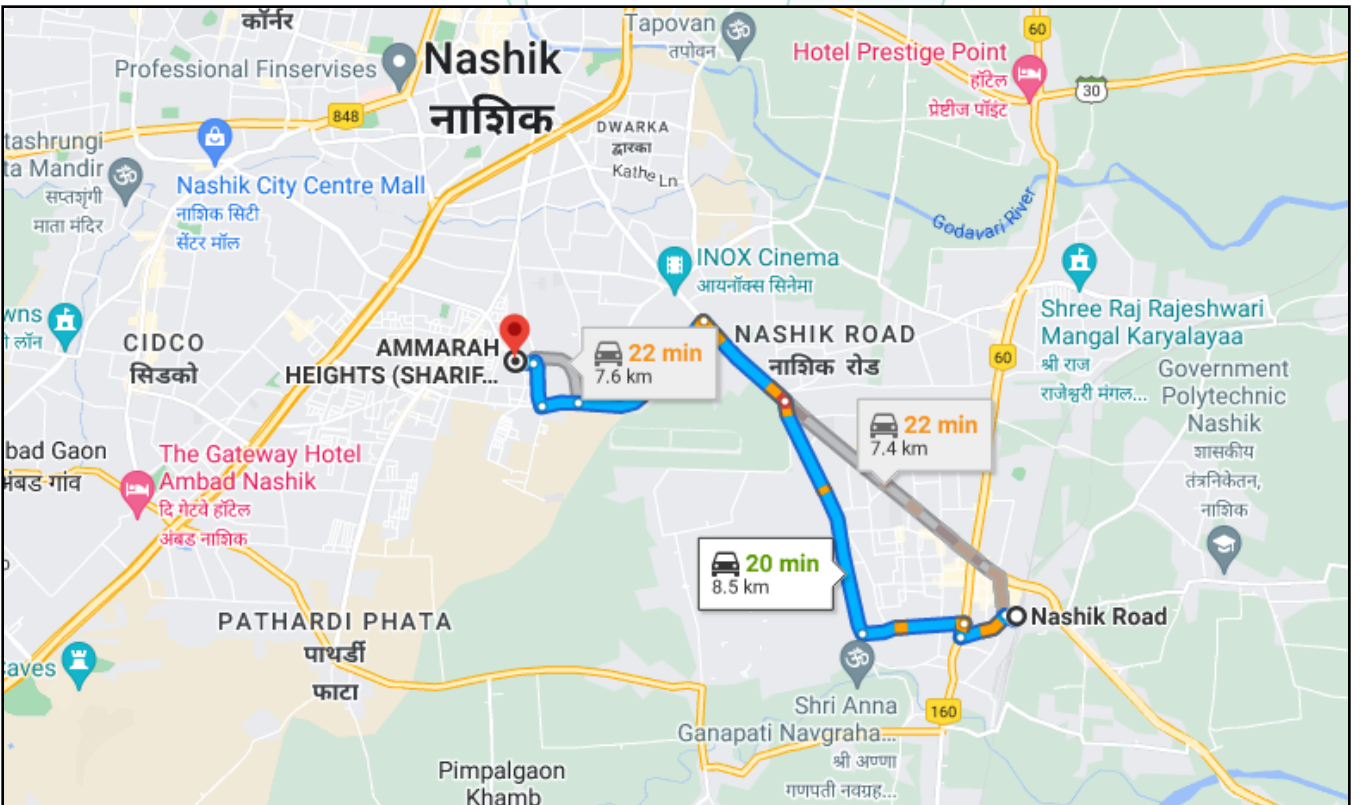 कॉर्नर
Tapovan
तपोवन
60
Hotel Prestige Point
हॉटेल
प्रेष्टीज पॉइंट
30
Professional Finservises
Nashik
नाशिक
848
DWARKA
द्वारका
Kathe Ln
tashrungi
ta Mandir
सप्तशृंगी
माता मंदिर
Nashik City Centre Mall
नाशिक सिटी
सेंटर मॉल
Godavari River
INOX Cinema
आयनॉक्स सिनेमा
Shree Raj Rajeshwari
Mangal Karyalayaa
श्री राज
राजेश्वरी मंगल...
wns
लॉन
CIDCO
सिडको
AMMARAH
HEIGHTS (SHARIF...
22 min
7.6 km
NASHIK ROAD
नाशिक रोड
60
Government
Polytechnic
Nashik
शासकीय
तंत्रनिकेतन,
नाशिक
22 min
7.4 km
bad Gaon
अंबड गांव
The Gateway Hotel
Ambad Nashik
दि गेटवे हॉटेल
अंबड नाशिक
20 min
8.5 km
Nashik Road
PATHARDI PHATA
पाथर्डी
फाटा
aves
Shri Anna
Ganapati Navgraha...
श्री अण्णा
गणपती नवग्रह...
160
Pimpalgaon
Khamb